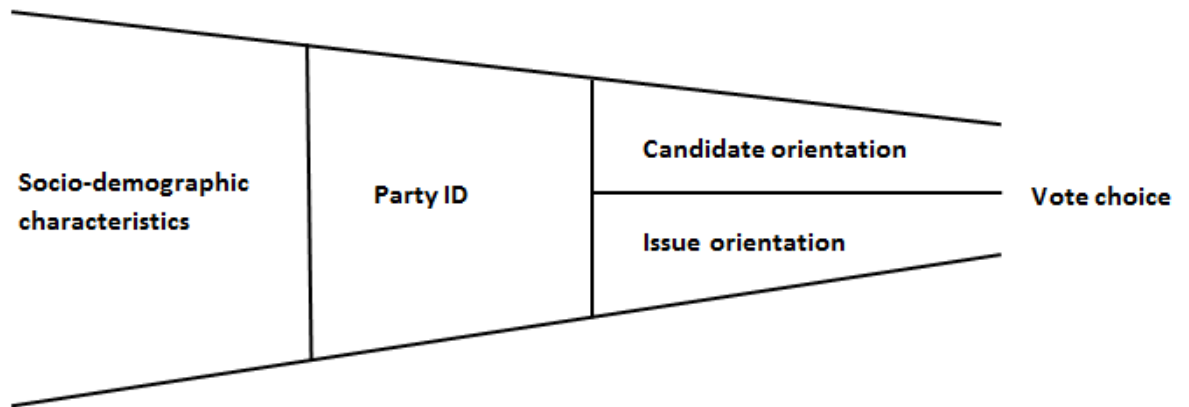 Socio-demographic
characteristics
Party ID
Candidate orientation
Issue orientation
Vote choice